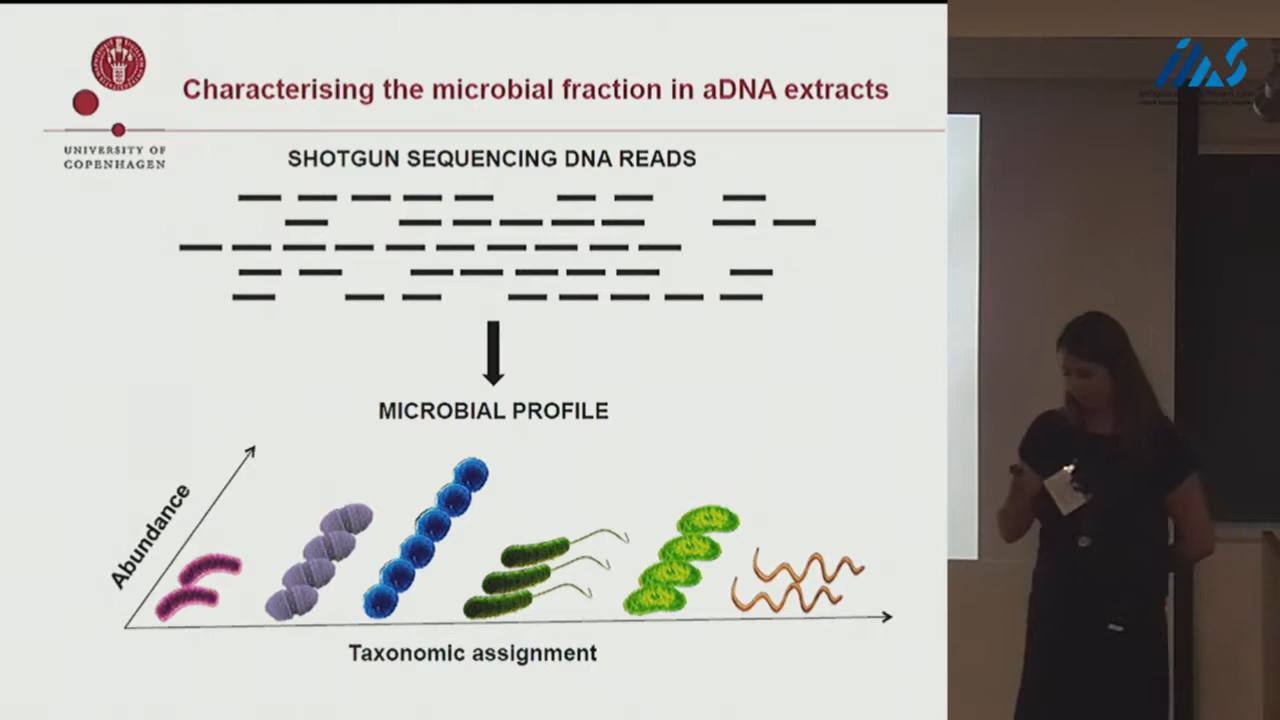 Characterising the microbial fraction in aDNA extracts
UNIVERSITY OF
COPENHAGEN
SHOTGUN SEQUENCING DNA READS
MICROBIAL PROFILE
Abundance
Taxonomic assignment
IAS